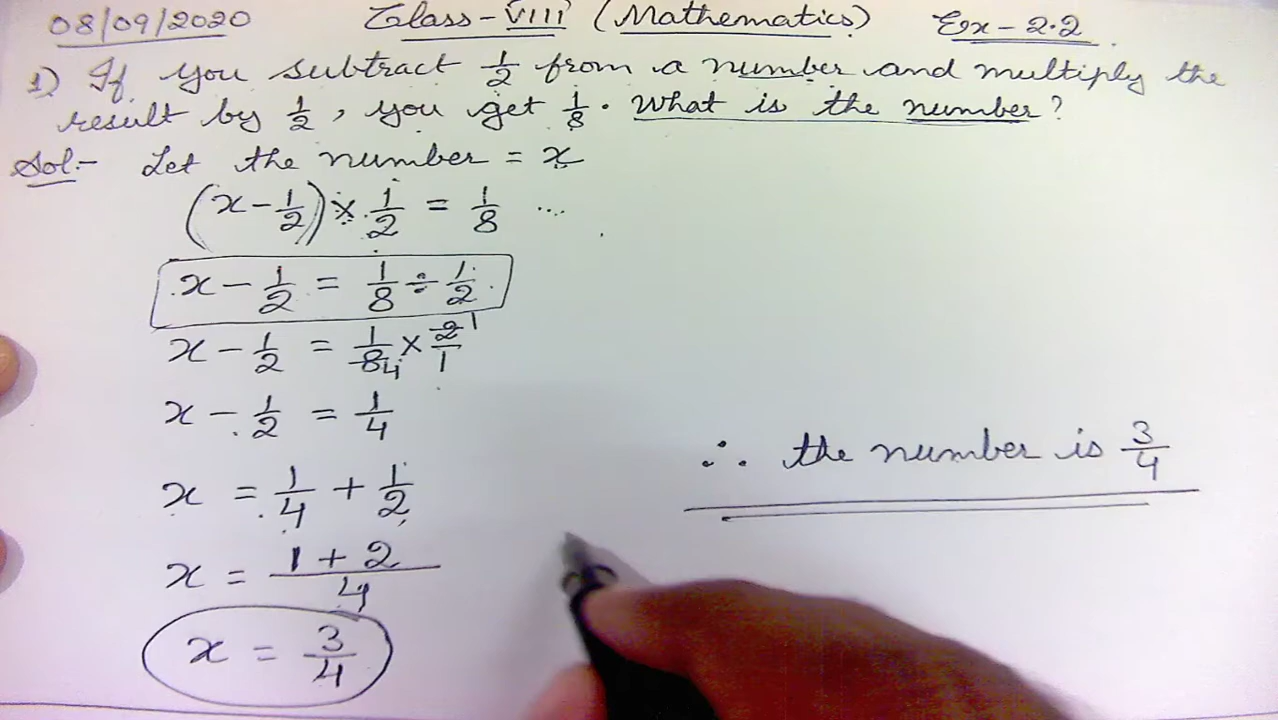 08/09/2020 Class-VIII (Mathematics) Ex-2.2
1) If you subtract 1/2 from a number and multiply the
result by 1/2, you get 1/8. What is the number?
Sol:- Let the number = x
(x - 1/2) × 1/2 = 1/8 ....
x - 1/2 = 1/8 ÷ 1/2
x - 1/2 = 1/8 4 × 2 1/1
x - 1/2 = 1/4
x = 1/4 + 1/2
x = 1+2/4
x = 3/4
∴ the number is 3/4